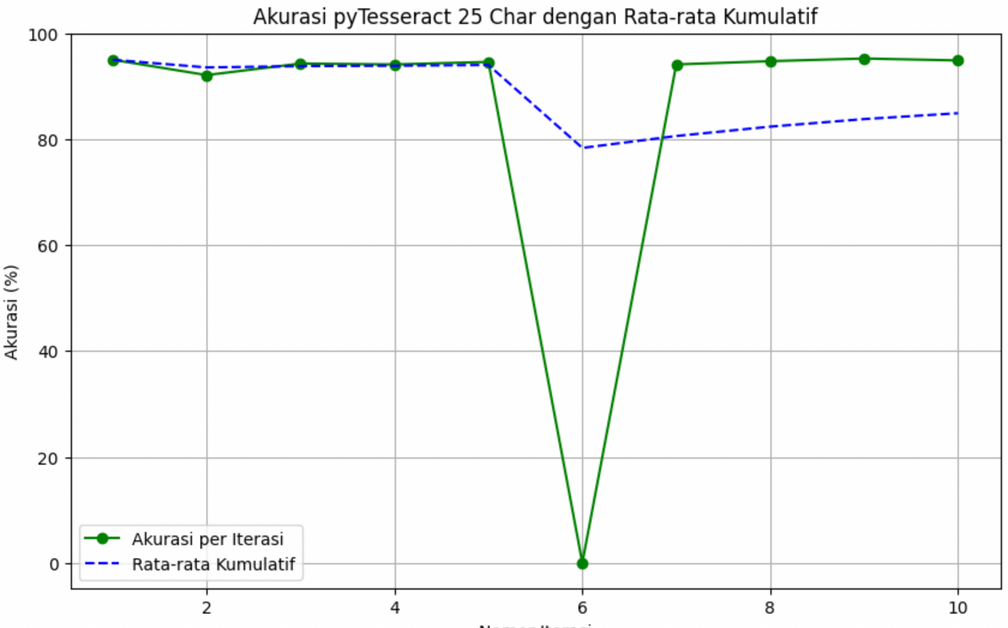 Akurasi pyTesseract 25 Char dengan Rata-rata Kumulatif
100
80
60
40
20
0
Akurasi (%)
Akurasi per Iterasi
Rata-rata Kumulatif
2
4
6
8
10